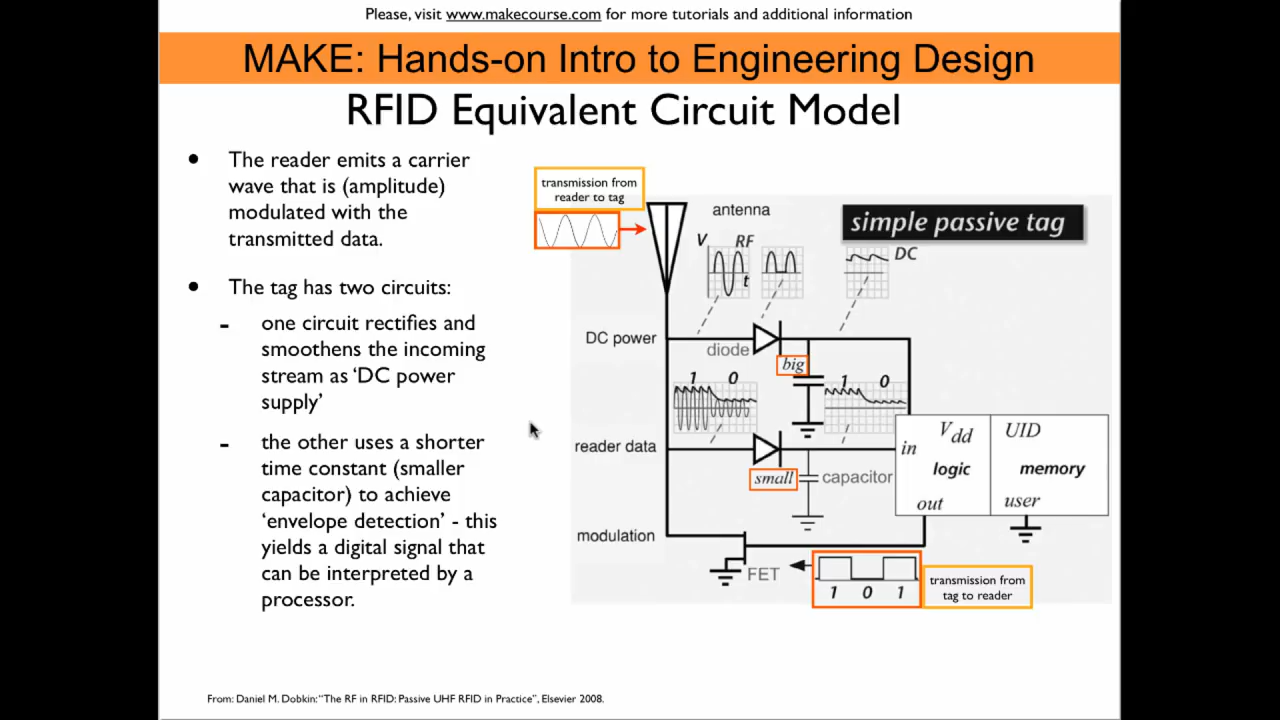 Please, visit www.makecourse.com for more tutorials and additional information
MAKE: Hands-on Intro to Engineering Design
RFID Equivalent Circuit Model
• The reader emits a carrier
wave that is (amplitude)
modulated with the
transmitted data.
• The tag has two circuits:
- one circuit rectifies and
smoothens the incoming
stream as ‘DC power
supply’
- the other uses a shorter
time constant (smaller
capacitor) to achieve
‘envelope detection’ - this
yields a digital signal that
can be interpreted by a
processor.
transmission from
reader to tag
antenna
simple passive tag
V RF
t
DC
DC power
diode
big
1 0
1 0
reader data
small
capacitor
in
Vdd
logic
out
UID
memory
user
modulation
FET
1 0 1
transmission from
tag to reader
From: Daniel M. Dobkin: “The RF in RFID: Passive UHF RFID in Practice”, Elsevier 2008.